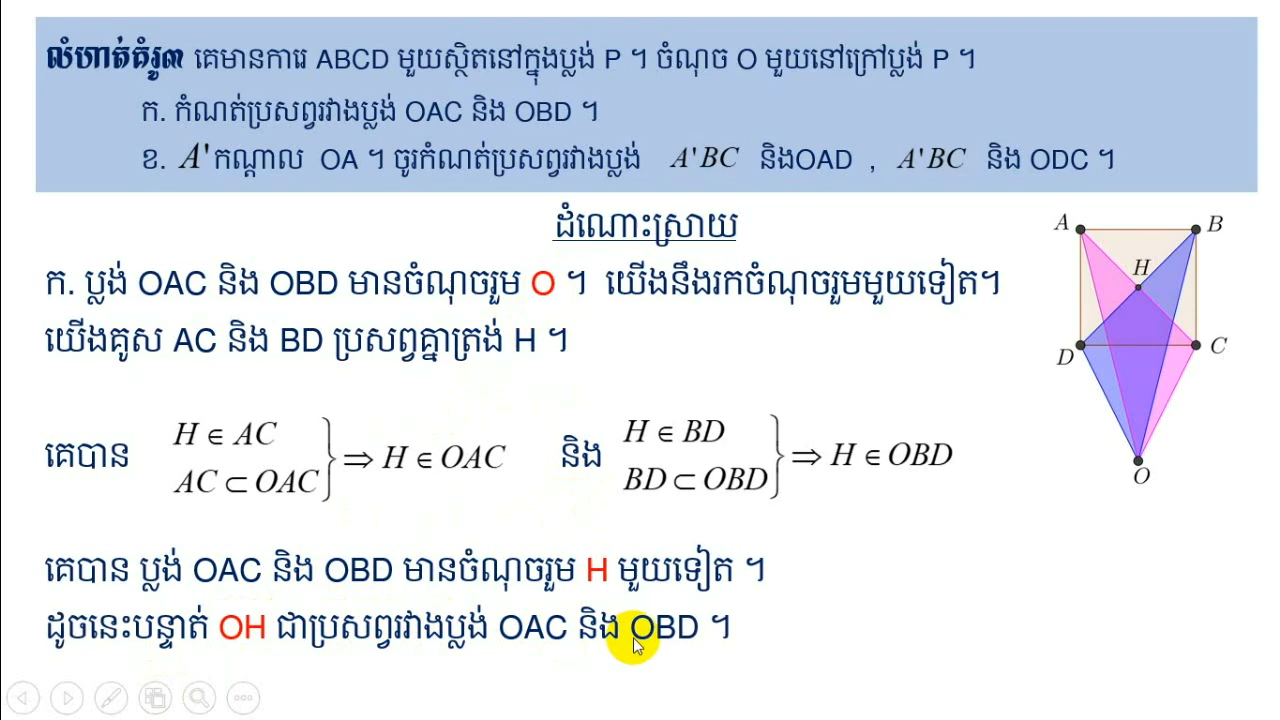 លំហាត់គំរូ៣ គេមានការេ ABCD មួយស្ថិតនៅក្នុងប្លង់ P ។ ចំណុច O មួយនៅក្រៅប្លង់ P ។
ក. កំណត់ប្រសព្វរវាងប្លង់ OAC និង OBD ។
ខ. A' កណ្តាល OA ។ ចូរកំណត់ប្រសព្វរវាងប្លង់ A'BC និងOAD , A'BC និង ODC ។
ដំណោះស្រាយ
ក. ប្លង់ OAC និង OBD មានចំណុចរួម O ។ យើងនឹងរកចំណុចរួមមួយទៀត។
យើងគូស AC និង BD ប្រសព្វគ្នាត្រង់ H ។
គេបាន H ∈ AC AC ⊂ OAC } ⇒ H ∈ OAC និង H ∈ BD BD ⊂ OBD } ⇒ H ∈ OBD
គេបាន ប្លង់ OAC និង OBD មានចំណុចរួម H មួយទៀត ។
ដូចនេះបន្ទាត់ OH ជាប្រសព្វរវាងប្លង់ OAC និង OBD ។
A B
H
D C
O